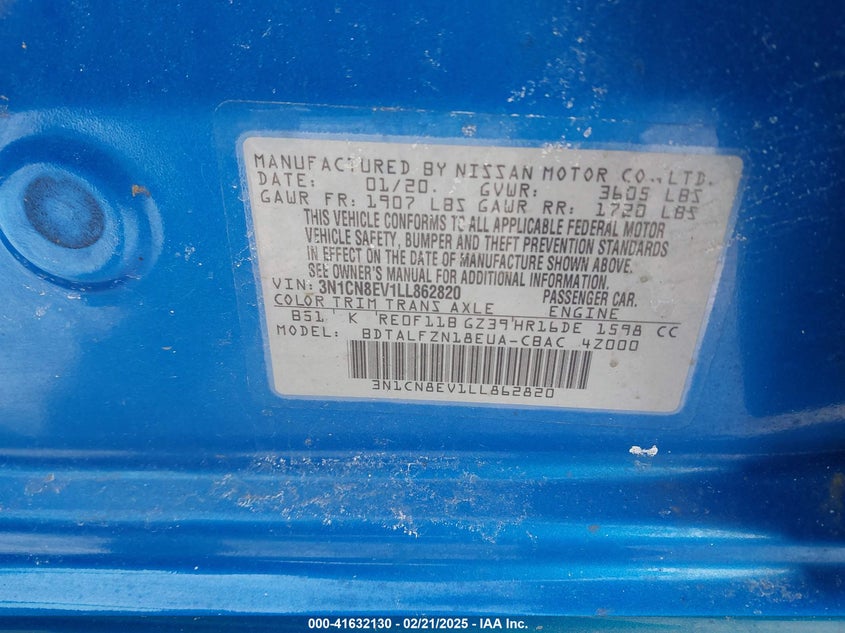 MANUFACTURED BY NISSAN MOTOR CO.,LTD.
DATE: 01/20. GVWR: 3605 LBS
GAWR FR: 1907 LBS GAWR RR: 1720 LBS
THIS VEHICLE CONFORMS TO ALL APPLICABLE FEDERAL MOTOR
VEHICLE SAFETY, BUMPER AND THEFT PREVENTION STANDARDS
IN EFFECT ON THE DATE OF MANUFACTURE SHOWN ABOVE.
SEE OWNER'S MANUAL FOR ADDITIONAL INFORMATION.
VIN: 3N1CN8EV1LL862820 PASSENGER CAR.
COLOR TRIM TRANS AXLE ENGINE
B51 K RE0F11B GZ39 HR16DE 1598 CC
MODEL: BDTALFZN18EUA-CBAC 4Z000
3N1CN8EV1LL862820
000-41632130 - 02/21/2025 - IAA Inc.